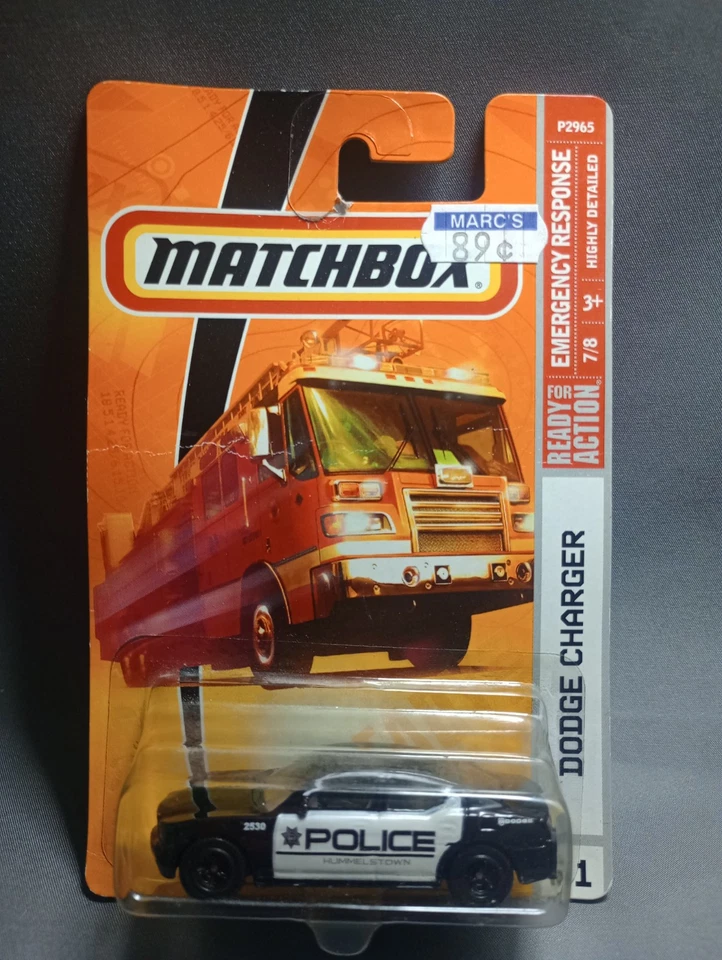 P2965
MARC'S
89¢
MATCHBOX®
EMERGENCY RESPONSE
HIGHLY DETAILED
7/8
3+
READY FOR
ACTION®
DODGE CHARGER
2530
POLICE
HUMMELSTOWN
DODGE
1